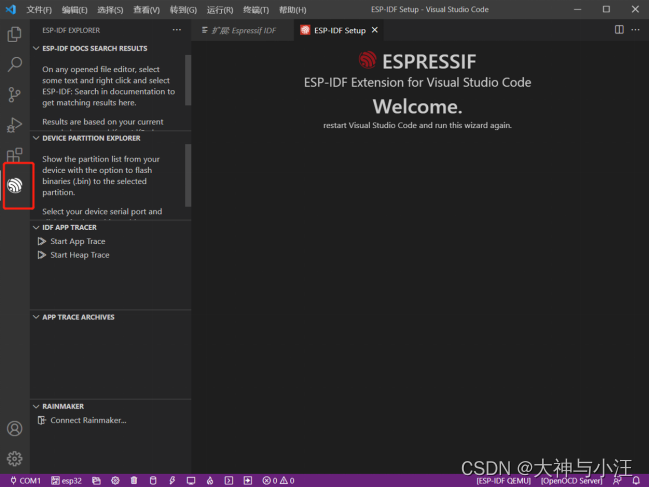 文件(F) 编辑(E) 选择(S) 查看(V) 转到(G) 运行(R) 终端(T) 帮助(H) ESP-IDF Setup - Visual Studio Code
ESP-IDF EXPLORER ···
扩展: Espressif IDF ESP-IDF Setup
ESP-IDF DOCS SEARCH RESULTS
On any opened file editor, select
some text and right click and select
ESP-IDF: Search in documentation to
get matching results here.
Results are based on your current
DEVICE PARTITION EXPLORER
Show the partition list from your
device with the option to flash
binaries (.bin) to the selected
partition.
Select your device serial port and
IDF APP TRACER
Start App Trace
Start Heap Trace
APP TRACE ARCHIVES
RAINMAKER
Connect Rainmaker...
ESPRESSIF
ESP-IDF Extension for Visual Studio Code
Welcome.
restart Visual Studio Code and run this wizard again.
CSDN @大神与小汪
COM1 esp32 0 0 [ESP-IDF QEMU] [OpenOCD Server]